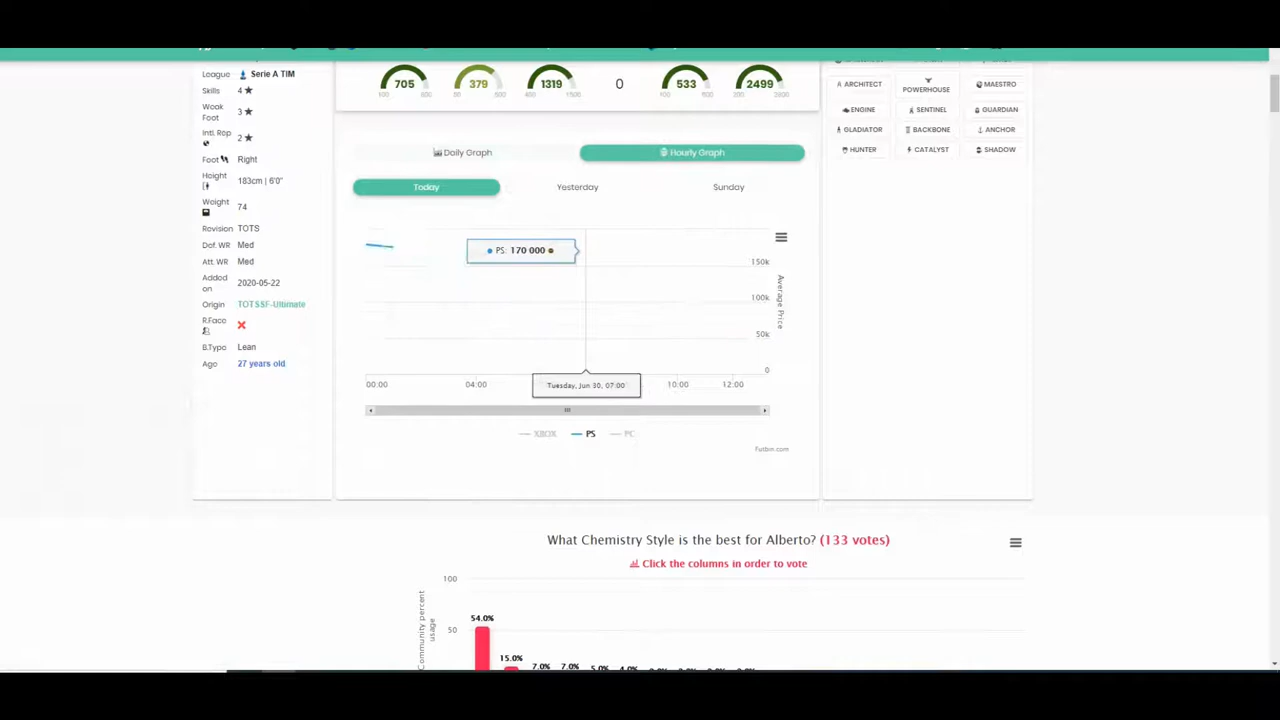 League Serie A TIM
Skills 4
Weak Foot 3
Intl. Rep 2
Foot Right
Height 183cm | 6'0"
Weight 74
Revision TOTS
Def. WR Med
Att. WR Med
Added on 2020-05-22
Origin TOTSSF-Ultimate
R.Face
B.Type Lean
Age 27 years old
705 379 1319 0 533 2499
Daily Graph Hourly Graph
Today Yesterday Sunday
PS: 170 000
150k
100k
50k
0
Average Price
00:00 04:00 10:00 12:00
Tuesday, Jun 30, 07:00
XBOX PS PC
Futbin.com
ARCHITECT POWERHOUSE MAESTRO
ENGINE SENTINEL GUARDIAN
GLADIATOR BACKBONE ANCHOR
HUNTER CATALYST SHADOW
What Chemistry Style is the best for Alberto? (133 votes)
Click the columns in order to vote
Community percent usage
100
50
54.0%
15.0%
7.0% 7.0% 5.0% 4.0%